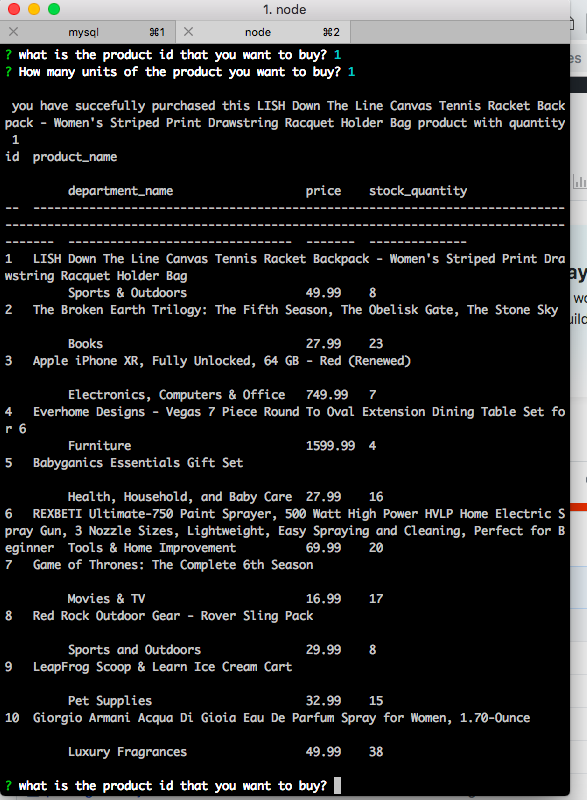 1. node
mysql ⌘1
node ⌘2
? what is the product id that you want to buy? 1
? How many units of the product you want to buy? 1
you have succefully purchased this LISH Down The Line Canvas Tennis Racket Back
pack - Women's Striped Print Drawstring Racquet Holder Bag product with quantity
1
id  product_name
department_name                   price    stock_quantity
--  ----------------------------------------------------------------------------
--------------------------------------------------------------------------------
-------  --------------------------------  -------  --------------
1   LISH Down The Line Canvas Tennis Racket Backpack - Women's Striped Print Dra
wstring Racquet Holder Bag
Sports & Outdoors                 49.99    8
2   The Broken Earth Trilogy: The Fifth Season, The Obelisk Gate, The Stone Sky
Books                             27.99    23
3   Apple iPhone XR, Fully Unlocked, 64 GB - Red (Renewed)
Electronics, Computers & Office   749.99   7
4   Everhome Designs - Vegas 7 Piece Round To Oval Extension Dining Table Set fo
r 6
Furniture                         1599.99  4
5   Babyganics Essentials Gift Set
Health, Household, and Baby Care  27.99    16
6   REXBETI Ultimate-750 Paint Sprayer, 500 Watt High Power HVLP Home Electric S
pray Gun, 3 Nozzle Sizes, Lightweight, Easy Spraying and Cleaning, Perfect for B
eginner  Tools & Home Improvement          69.99    20
7   Game of Thrones: The Complete 6th Season
Movies & TV                       16.99    17
8   Red Rock Outdoor Gear - Rover Sling Pack
Sports and Outdoors               29.99    8
9   LeapFrog Scoop & Learn Ice Cream Cart
Pet Supplies                      32.99    15
10  Giorgio Armani Acqua Di Gioia Eau De Parfum Spray for Women, 1.70-Ounce
Luxury Fragrances                 49.99    38
? what is the product id that you want to buy?